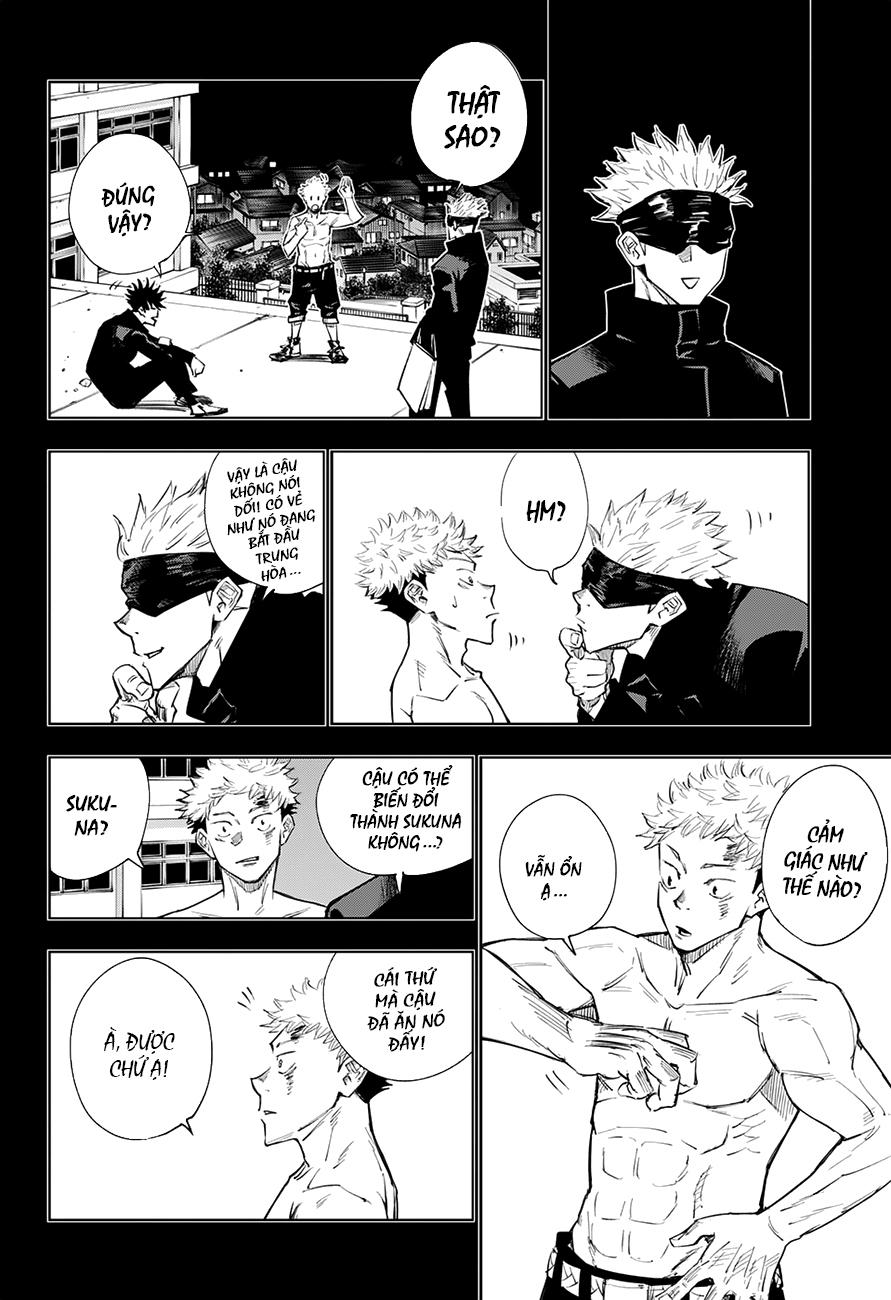 THẬT
SAO?
ĐÚNG
VẬY?
HM?
VẬY LÀ CẬU
KHÔNG NÓI
DỐI! CÓ VẺ
NHƯ NÓ ĐANG
BẮT ĐẦU
TRUNG
HÒA...
CẢM
GIÁC NHƯ
THẾ NÀO?
VẪN ỔN
Ạ...
CẬU CÓ THỂ
BIẾN ĐỔI
THÀNH SUKUNA
KHÔNG...?
SUKU-
NA?
CÁI THỨ
MÀ CẬU
ĐÃ ĂN NÓ
ĐẤY!
À, ĐƯỢC
CHỨ Ạ!